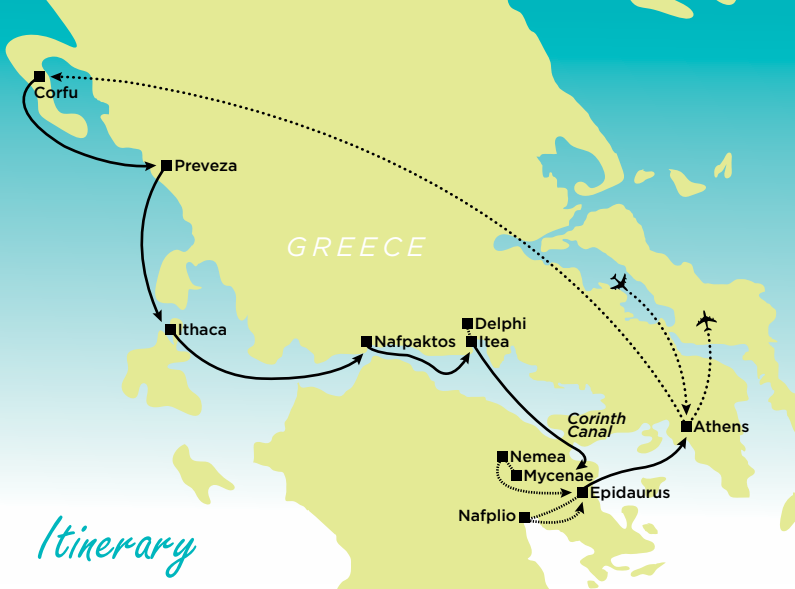 Corfu
Preveza
GREECE
Ithaca
Delphi
Nafpaktos
Itea
Corinth
Canal
Athens
Nemea
Mycenae
Epidaurus
Nafplio
Itinerary